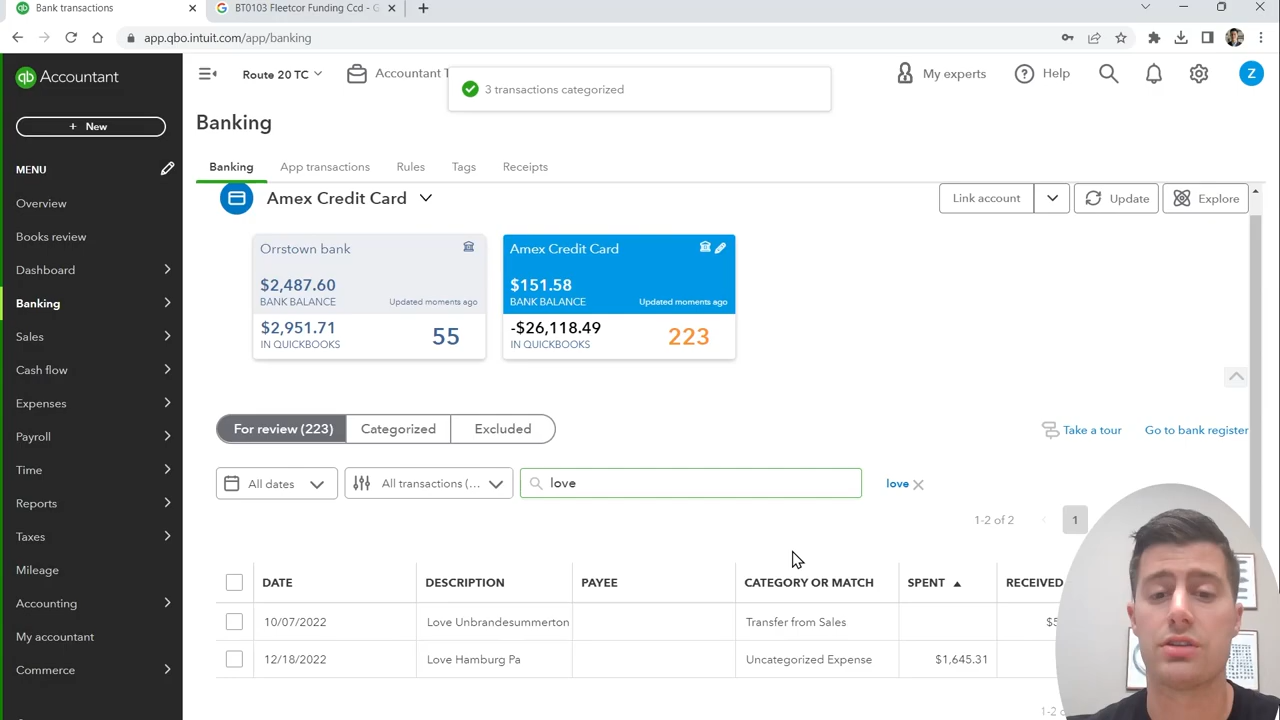 Bank transactions
BT0103 Fleetcor Funding Ccd - G
app.qbo.intuit.com/app/banking
qb Accountant
Route 20 TC
Accountant T
3 transactions categorized
My experts
Help
Z
+ New
Banking
MENU
Banking
App transactions
Rules
Tags
Receipts
Overview
Books review
Dashboard
Banking
Sales
Cash flow
Expenses
Payroll
Time
Reports
Taxes
Mileage
Accounting
My accountant
Commerce
Amex Credit Card
Link account
Update
Explore
Orrstown bank
$2,487.60
BANK BALANCE
Updated moments ago
$2,951.71
IN QUICKBOOKS
55
Amex Credit Card
$151.58
BANK BALANCE
Updated moments ago
-$26,118.49
IN QUICKBOOKS
223
For review (223)
Categorized
Excluded
Take a tour
Go to bank register
All dates
All transactions (...
love
love
1-2 of 2
1
DATE
DESCRIPTION
PAYEE
CATEGORY OR MATCH
SPENT
RECEIVED
10/07/2022
Love Unbrandesummerton
Transfer from Sales
12/18/2022
Love Hamburg Pa
Uncategorized Expense
$1,645.31